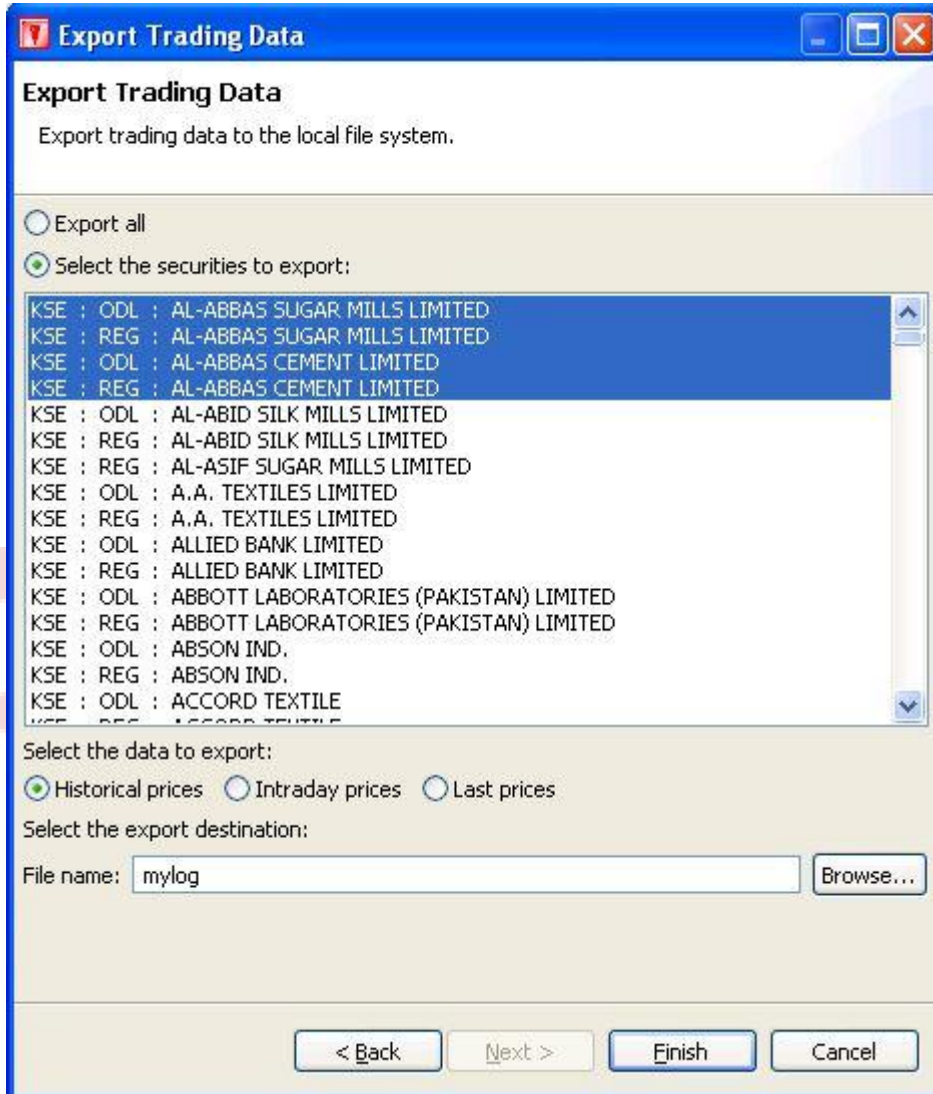 Export Trading Data
Export Trading Data
Export trading data to the local file system.
Export all
Select the securities to export:
KSE : ODL : AL-ABBAS SUGAR MILLS LIMITED
KSE : REG : AL-ABBAS SUGAR MILLS LIMITED
KSE : ODL : AL-ABBAS CEMENT LIMITED
KSE : REG : AL-ABBAS CEMENT LIMITED
KSE : ODL : AL-ABID SILK MILLS LIMITED
KSE : REG : AL-ABID SILK MILLS LIMITED
KSE : REG : AL-ASIF SUGAR MILLS LIMITED
KSE : ODL : A.A. TEXTILES LIMITED
KSE : REG : A.A. TEXTILES LIMITED
KSE : ODL : ALLIED BANK LIMITED
KSE : REG : ALLIED BANK LIMITED
KSE : ODL : ABBOTT LABORATORIES (PAKISTAN) LIMITED
KSE : REG : ABBOTT LABORATORIES (PAKISTAN) LIMITED
KSE : ODL : ABSON IND.
KSE : REG : ABSON IND.
KSE : ODL : ACCORD TEXTILE
Select the data to export:
Historical prices Intraday prices Last prices
Select the export destination:
File name: mylog Browse...
< Back Next > Finish Cancel